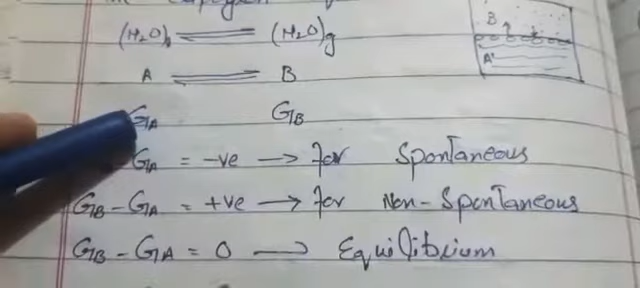 (H₂O)ₗ ⇌ (H₂O)g
B
A
A ⇌ B
GA GB
GA = -ve → for Spontaneous
GB - GA = +ve → for Non-Spontaneous
GB - GA = 0 → Equilibrium